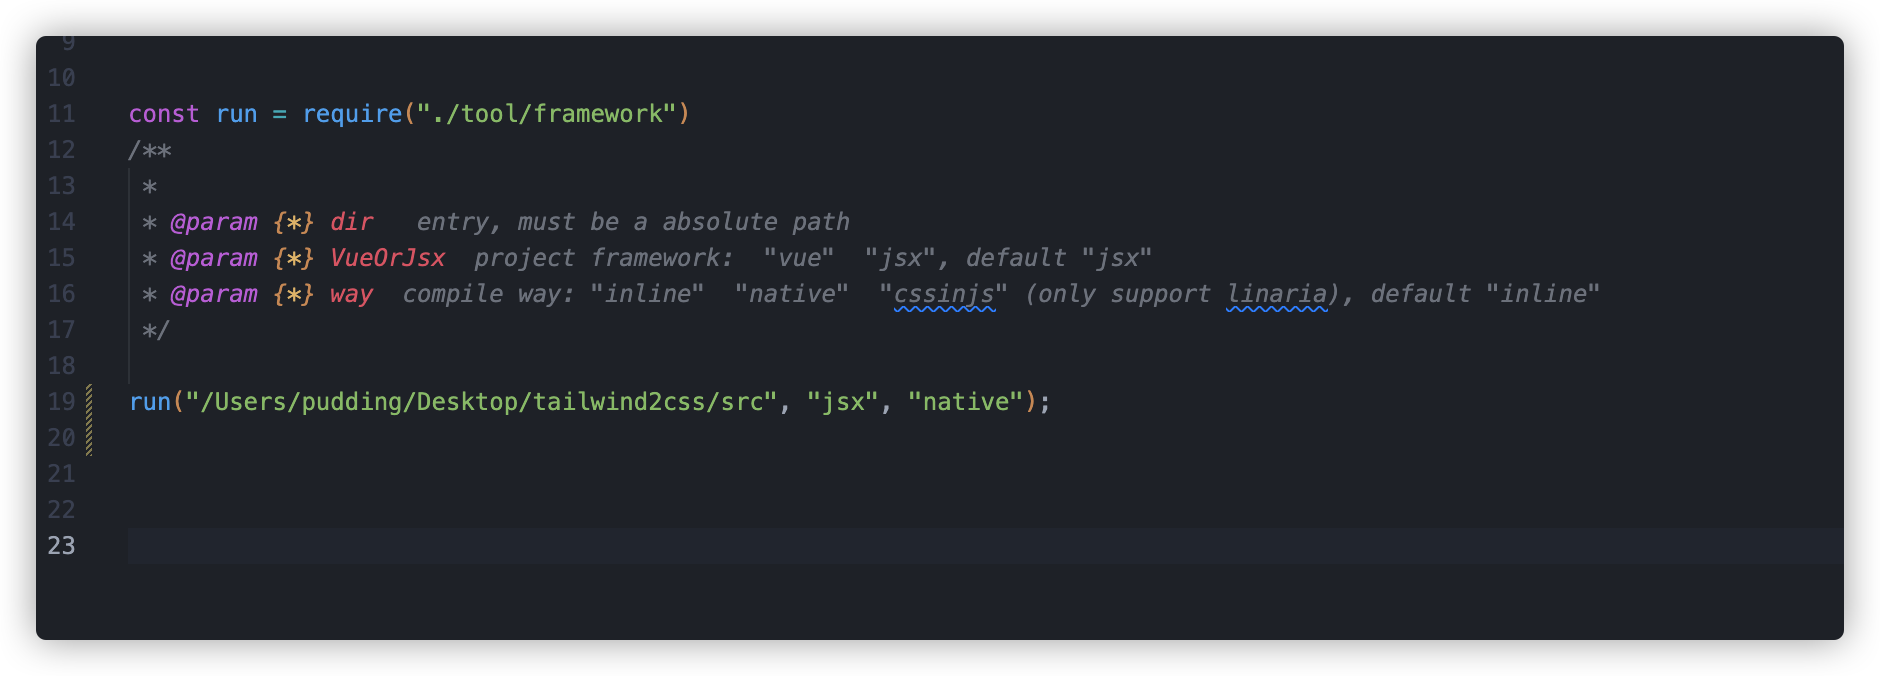 9
10
11 const run = require("./tool/framework")
12 /**
13 *
14 * @param {*} dir entry, must be a absolute path
15 * @param {*} VueOrJsx project framework: "vue" "jsx", default "jsx"
16 * @param {*} way compile way: "inline" "native" "cssinjs" (only support linaria), default "inline"
17 */
18
19 run("/Users/pudding/Desktop/tailwind2css/src", "jsx", "native");
20
21
22
23